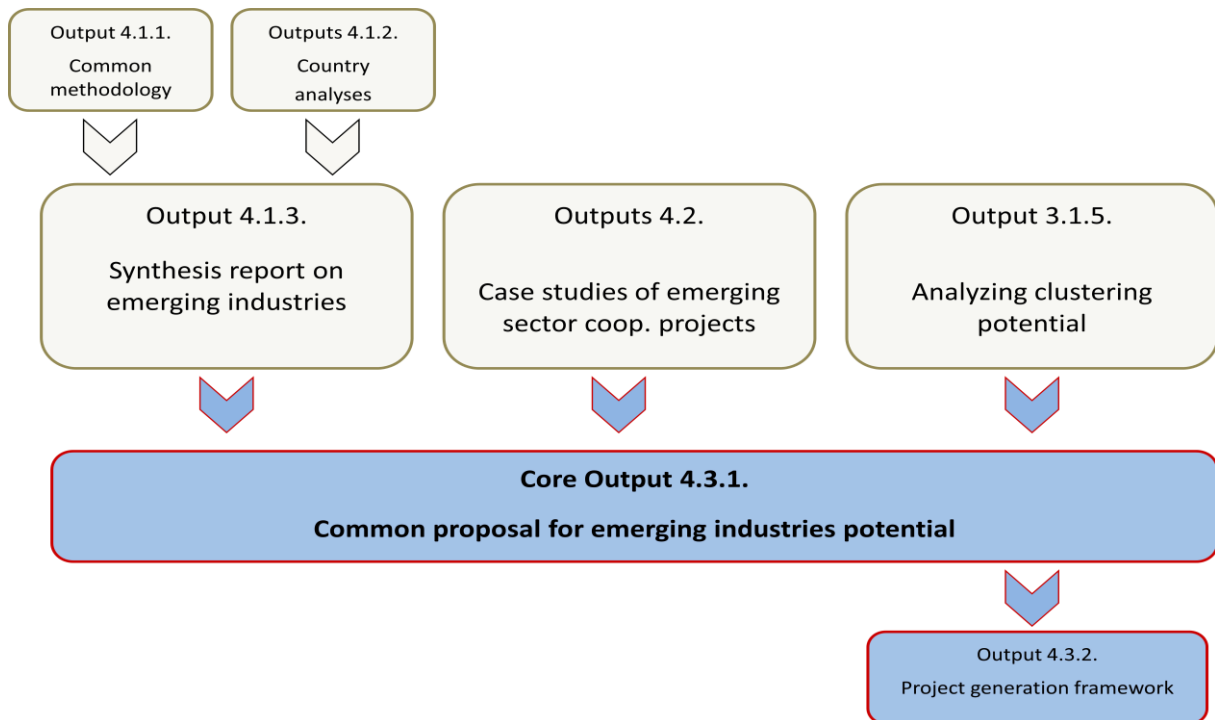 Output 4.1.1.
Common
methodology
Outputs 4.1.2.
Country
analyses
Output 4.1.3.
Synthesis report on
emerging industries
Outputs 4.2.
Case studies of emerging
sector coop. projects
Output 3.1.5.
Analyzing clustering
potential
Core Output 4.3.1.
Common proposal for emerging industries potential
Output 4.3.2.
Project generation framework